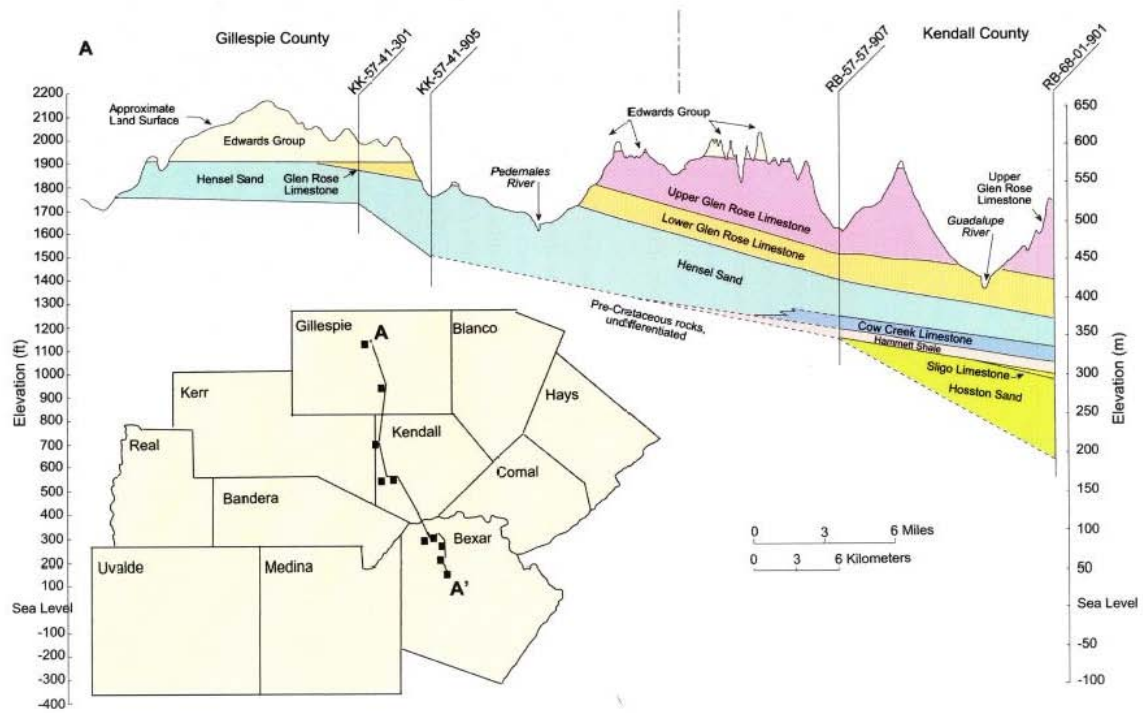 A
Gillespie County
Kendall County
KK-57-41-301
KK-57-41-905
RB-57-57-907
RB-68-01-901
Elevation (ft)
2200
2100
2000
1900
1800
1700
1600
1500
1400
1300
1200
1100
1000
900
800
700
600
500
400
300
200
100
Sea Level
-100
-200
-300
-400
Approximate
Land Surface
Edwards Group
Hensel Sand
Glen Rose
Limestone
Pedernales
River
Edwards Group
Upper Glen Rose Limestone
Lower Glen Rose Limestone
Hensel Sand
Pre-Cretaceous rocks,
undifferentiated
Upper
Glen Rose
Limestone
Guadalupe
River
Cow Creek Limestone
Hammett Shale
Sligo Limestone
Hosston Sand
650
600
550
500
450
400
350
300
250
200
150
100
50
Sea Level
-50
-100
Elevation (m)
Gillespie
A
Blanco
Hays
Kerr
Kendall
Real
Comal
Bandera
Bexar
Uvalde
Medina
A'
0 3 6 Miles
0 3 6 Kilometers